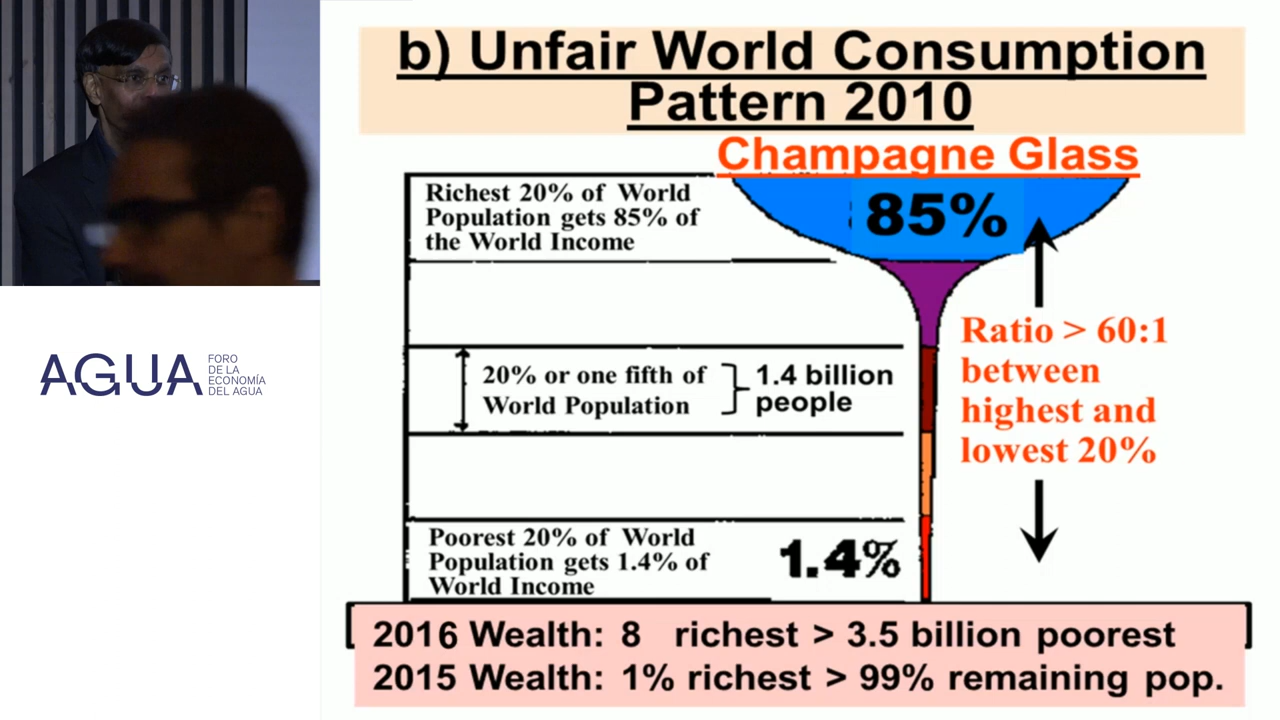 b) Unfair World Consumption
Pattern 2010
Champagne Glass
Richest 20% of World
Population gets 85% of
the World Income
85%
20% or one fifth of
World Population
1.4 billion
people
Ratio > 60:1
between
highest and
lowest 20%
Poorest 20% of World
Population gets 1.4% of
World Income
1.4%
2016 Wealth: 8 richest > 3.5 billion poorest
2015 Wealth: 1% richest > 99% remaining pop.
AGUA
FORO
DE LA
ECONOMÍA
DEL AGUA